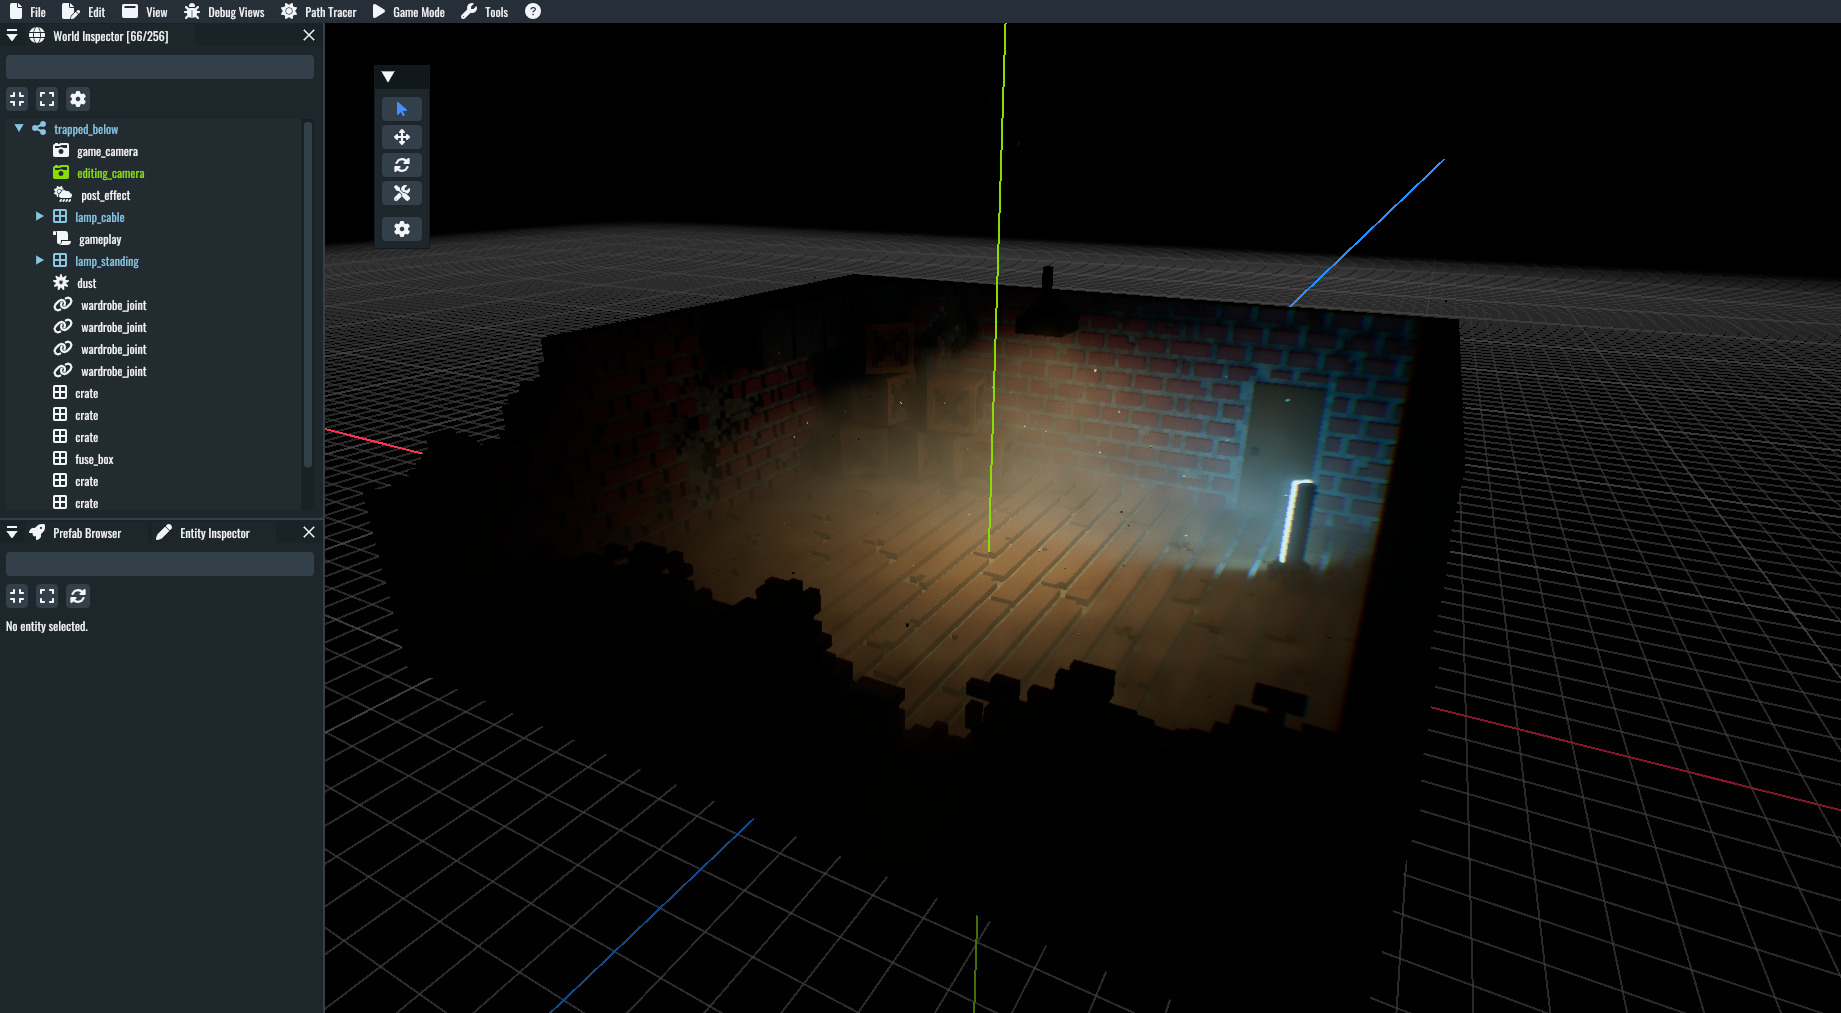 File Edit View Debug Views Path Tracer Game Mode Tools ?
World Inspector [66/256]
trapped_below
game_camera
editing_camera
post_effect
lamp_cable
gameplay
lamp_standing
dust
wardrobe_joint
wardrobe_joint
wardrobe_joint
wardrobe_joint
crate
crate
crate
fuse_box
crate
crate
Prefab Browser Entity Inspector
No entity selected.